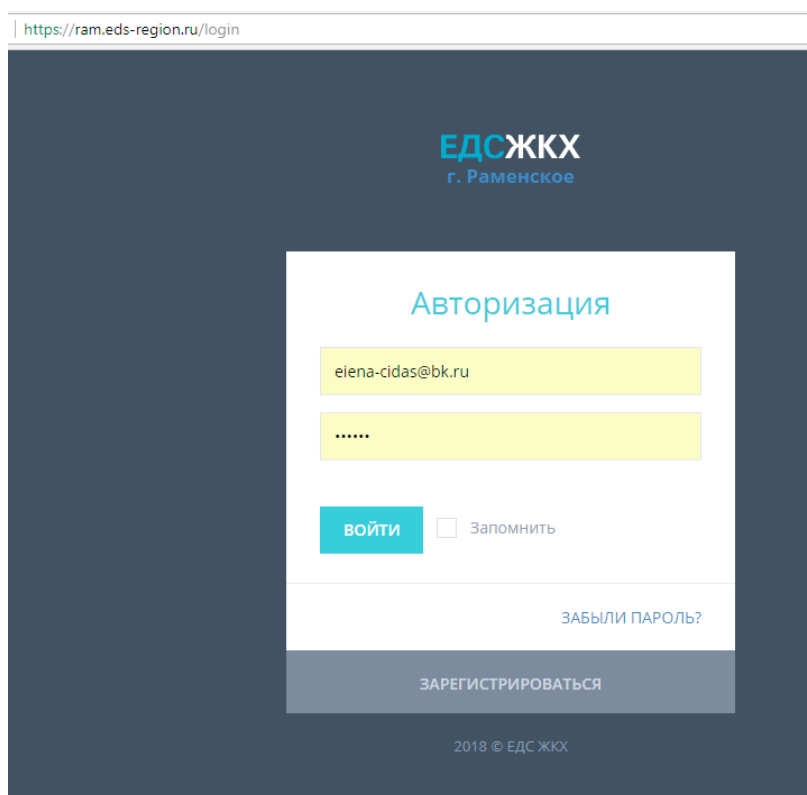 https://ram.eds-region.ru/login
ЕДСЖКХ
г. Раменское
Авторизация
eiena-cidas@bk.ru
••••••
ВОЙТИ
Запомнить
ЗАБЫЛИ ПАРОЛЬ?
ЗАРЕГИСТРИРОВАТЬСЯ
2018 © ЕДС ЖКХ